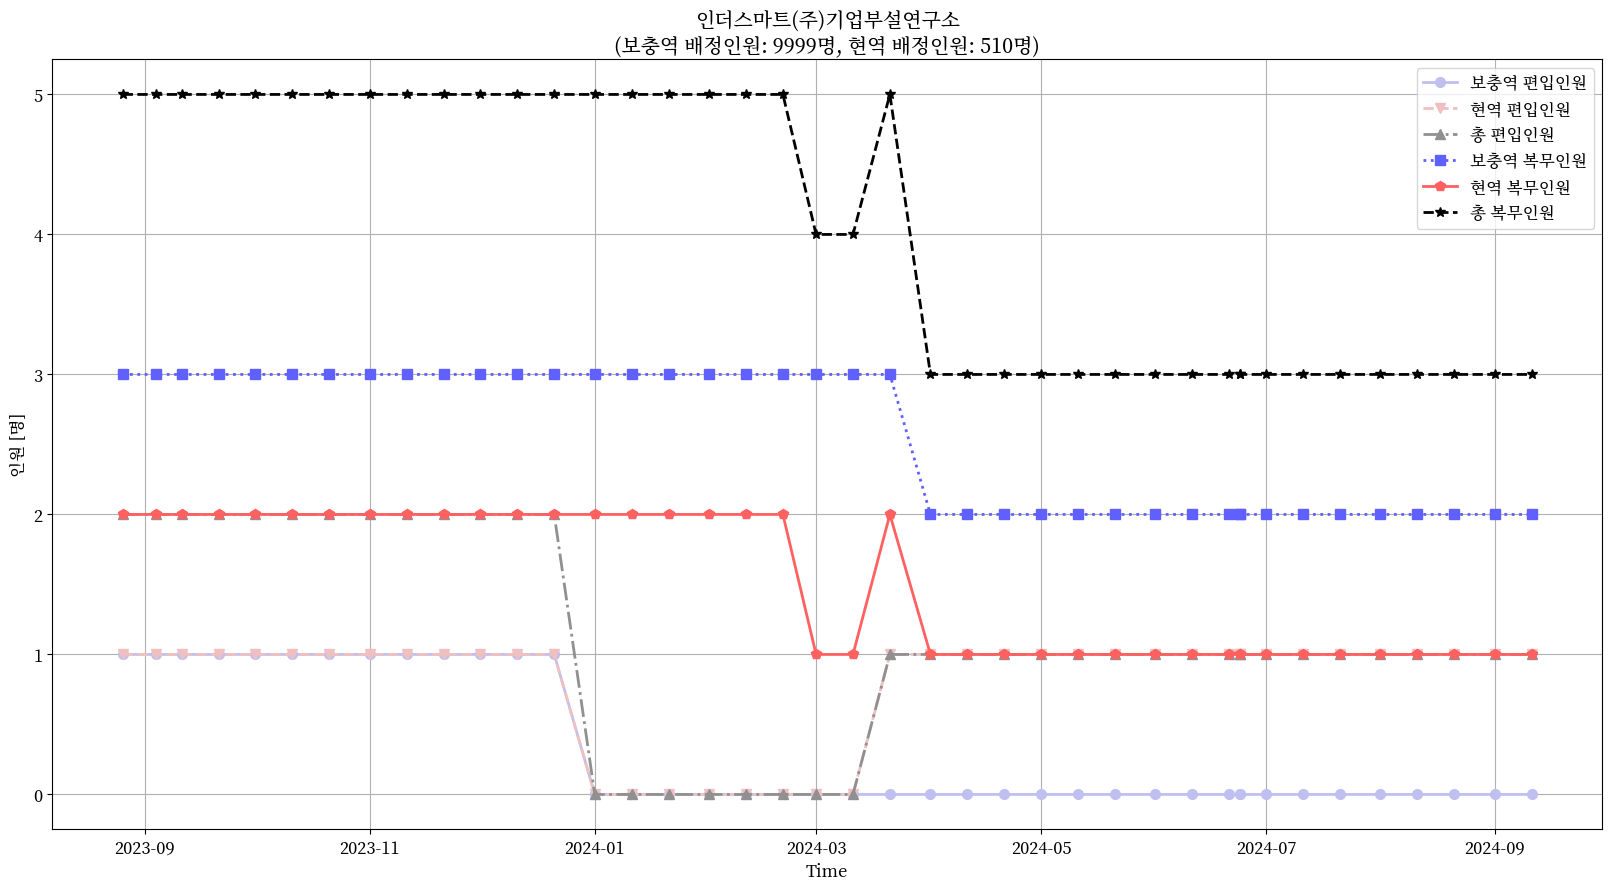 인더스마트(주)기업부설연구소
(보충역 배정인원: 9999명, 현역 배정인원: 510명)
보충역 편입인원
현역 편입인원
총 편입인원
보충역 복무인원
현역 복무인원
총 복무인원
인원 [명]
5
4
3
2
1
0
2023-09
2023-11
2024-01
2024-03
2024-05
2024-07
2024-09
Time